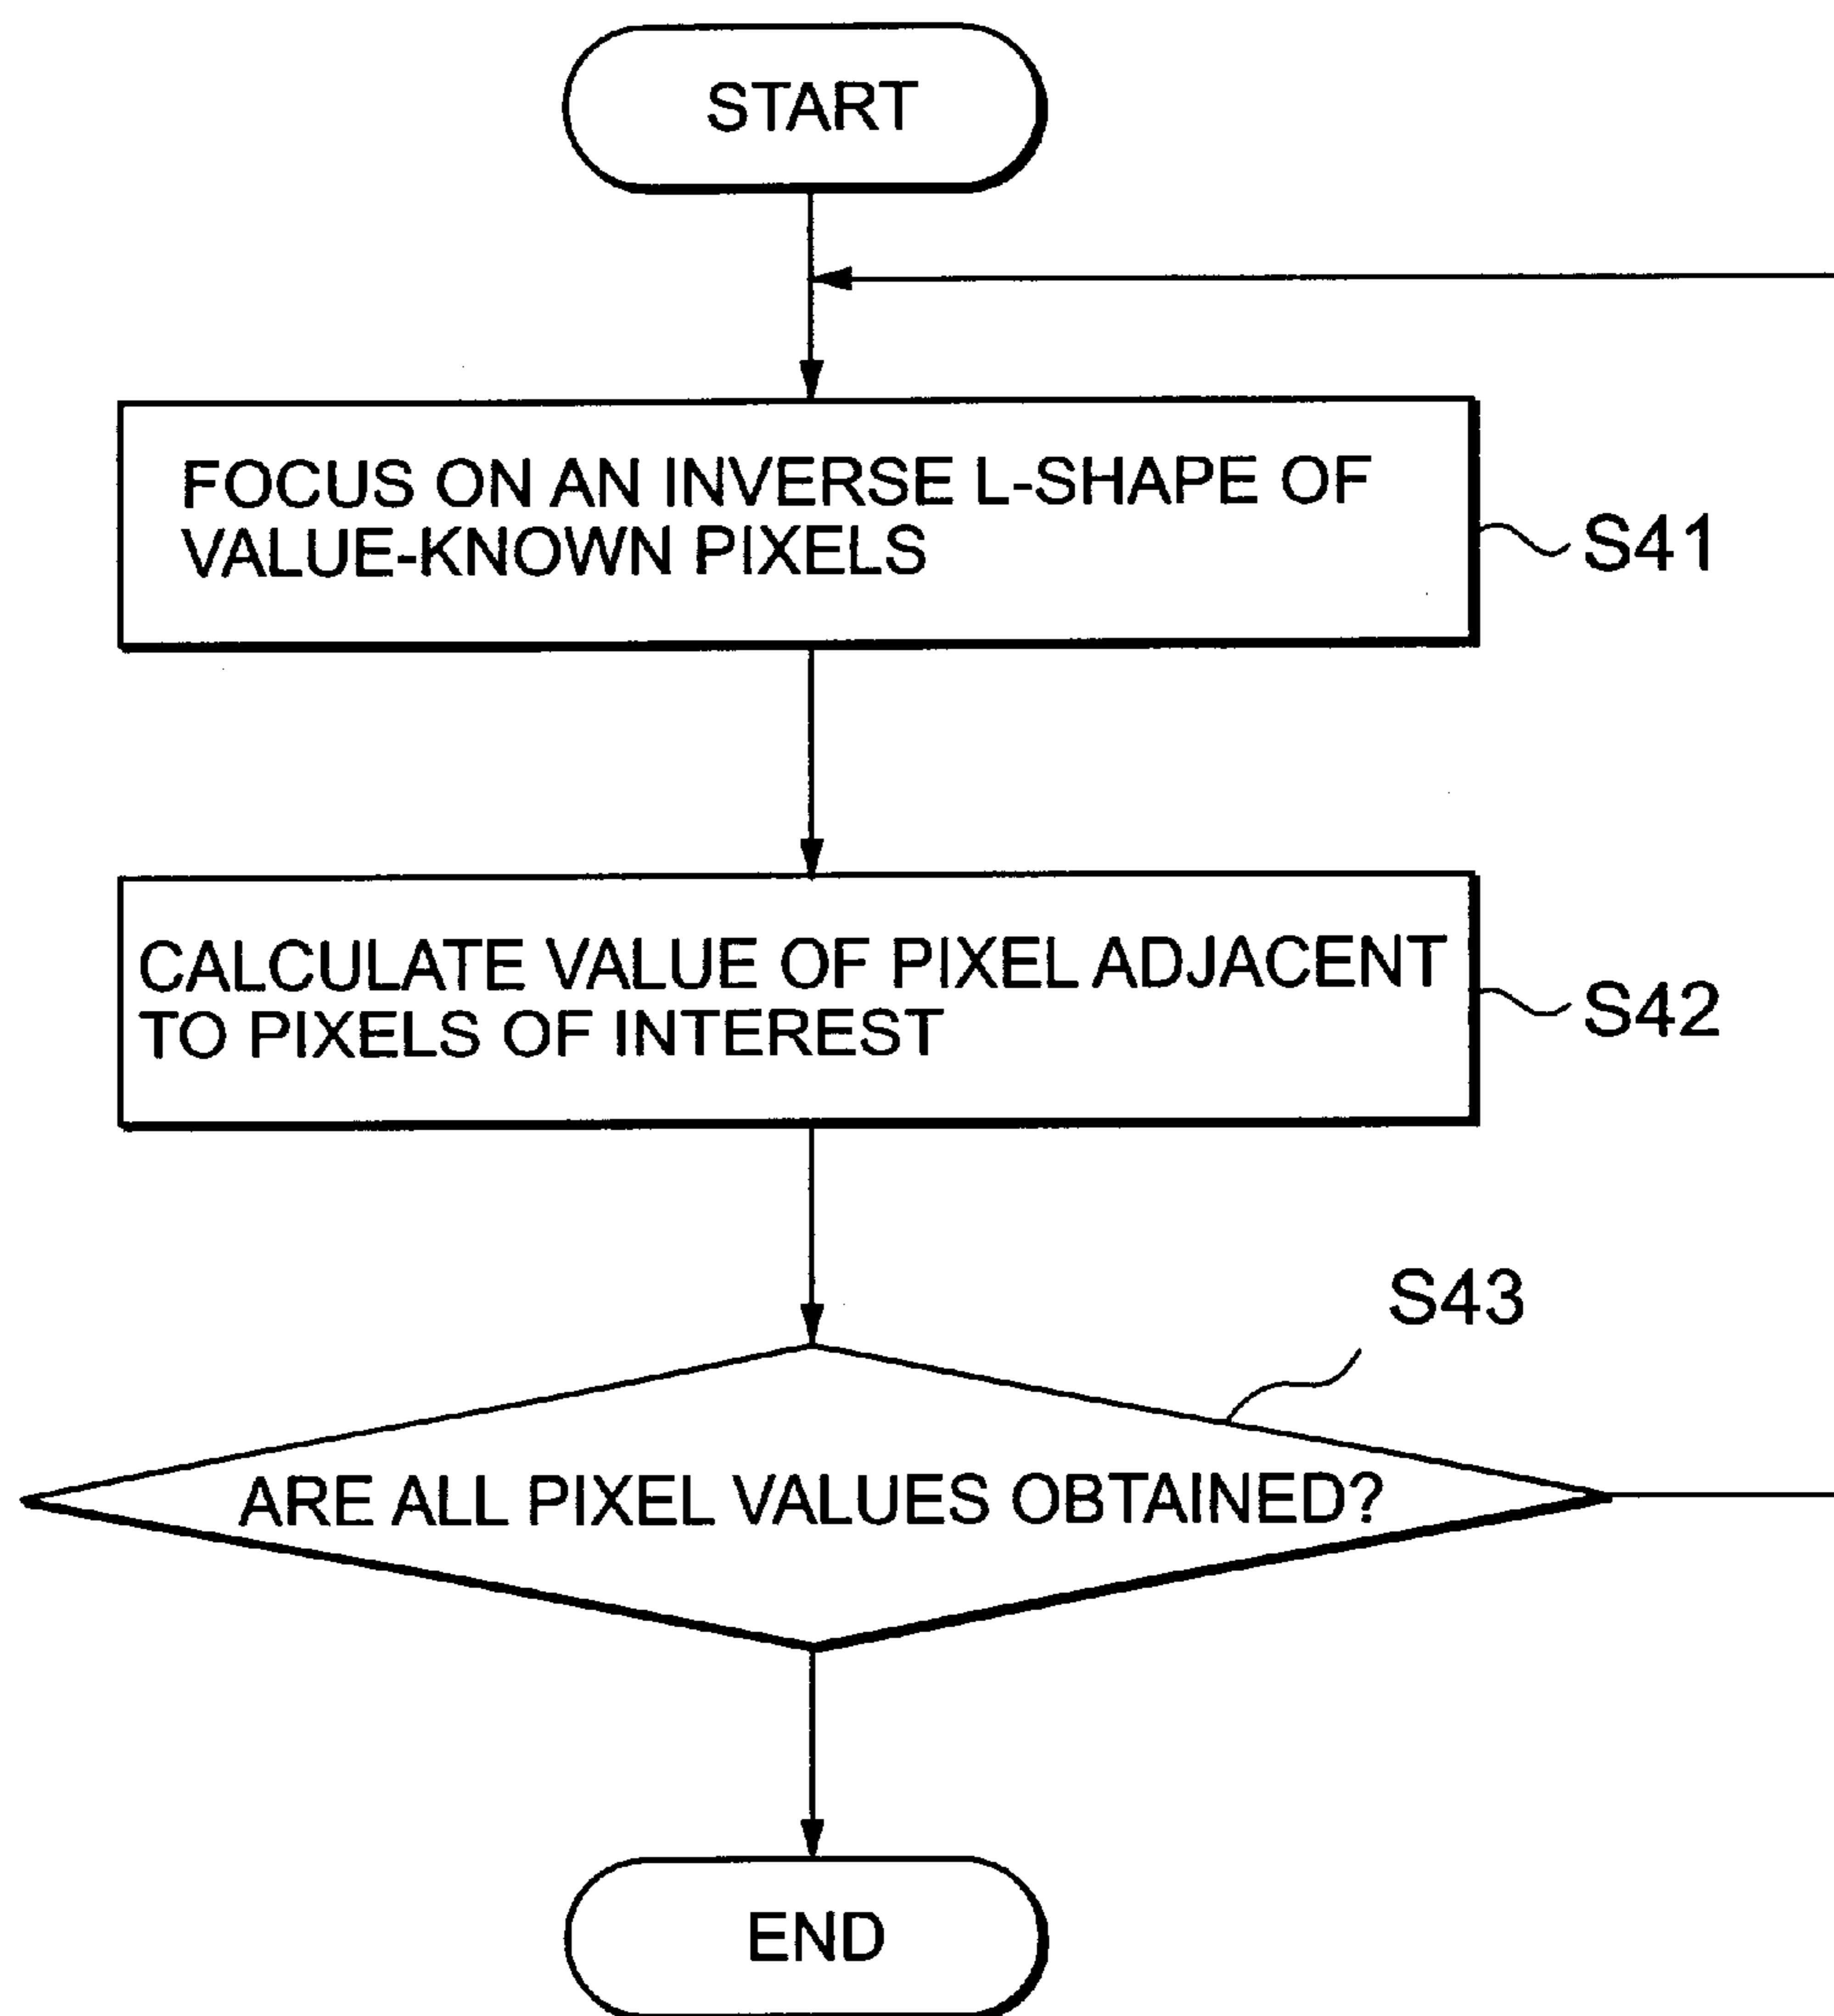 START
FOCUS ON AN INVERSE L-SHAPE OF
VALUE-KNOWN PIXELS
S41
CALCULATE VALUE OF PIXEL ADJACENT
TO PIXELS OF INTEREST
S42
S43
ARE ALL PIXEL VALUES OBTAINED?
END